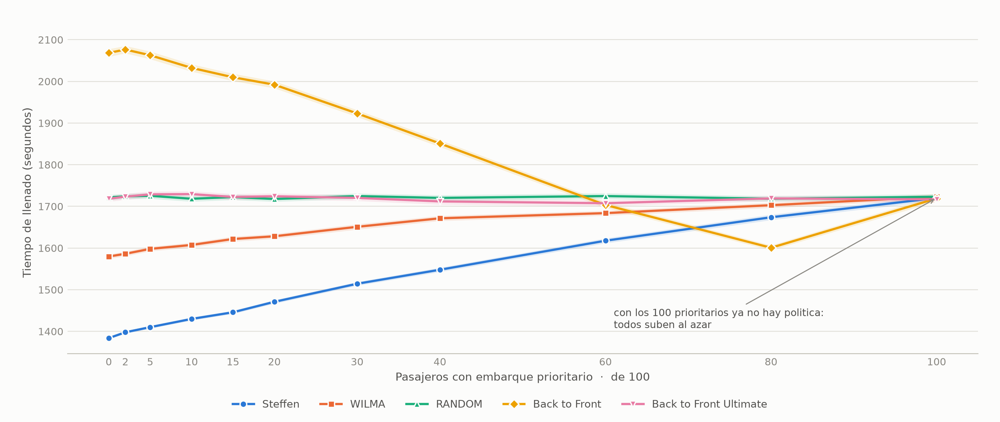 2100
2000
1900
1800
1700
1600
1500
1400
Tiempo de llenado (segundos)
con los 100 prioritarios ya no hay politica:
todos suben al azar
0 2 5 10 15 20 30 40 60 80 100
Pasajeros con embarque prioritario · de 100
Steffen WILMA RANDOM Back to Front Back to Front Ultimate